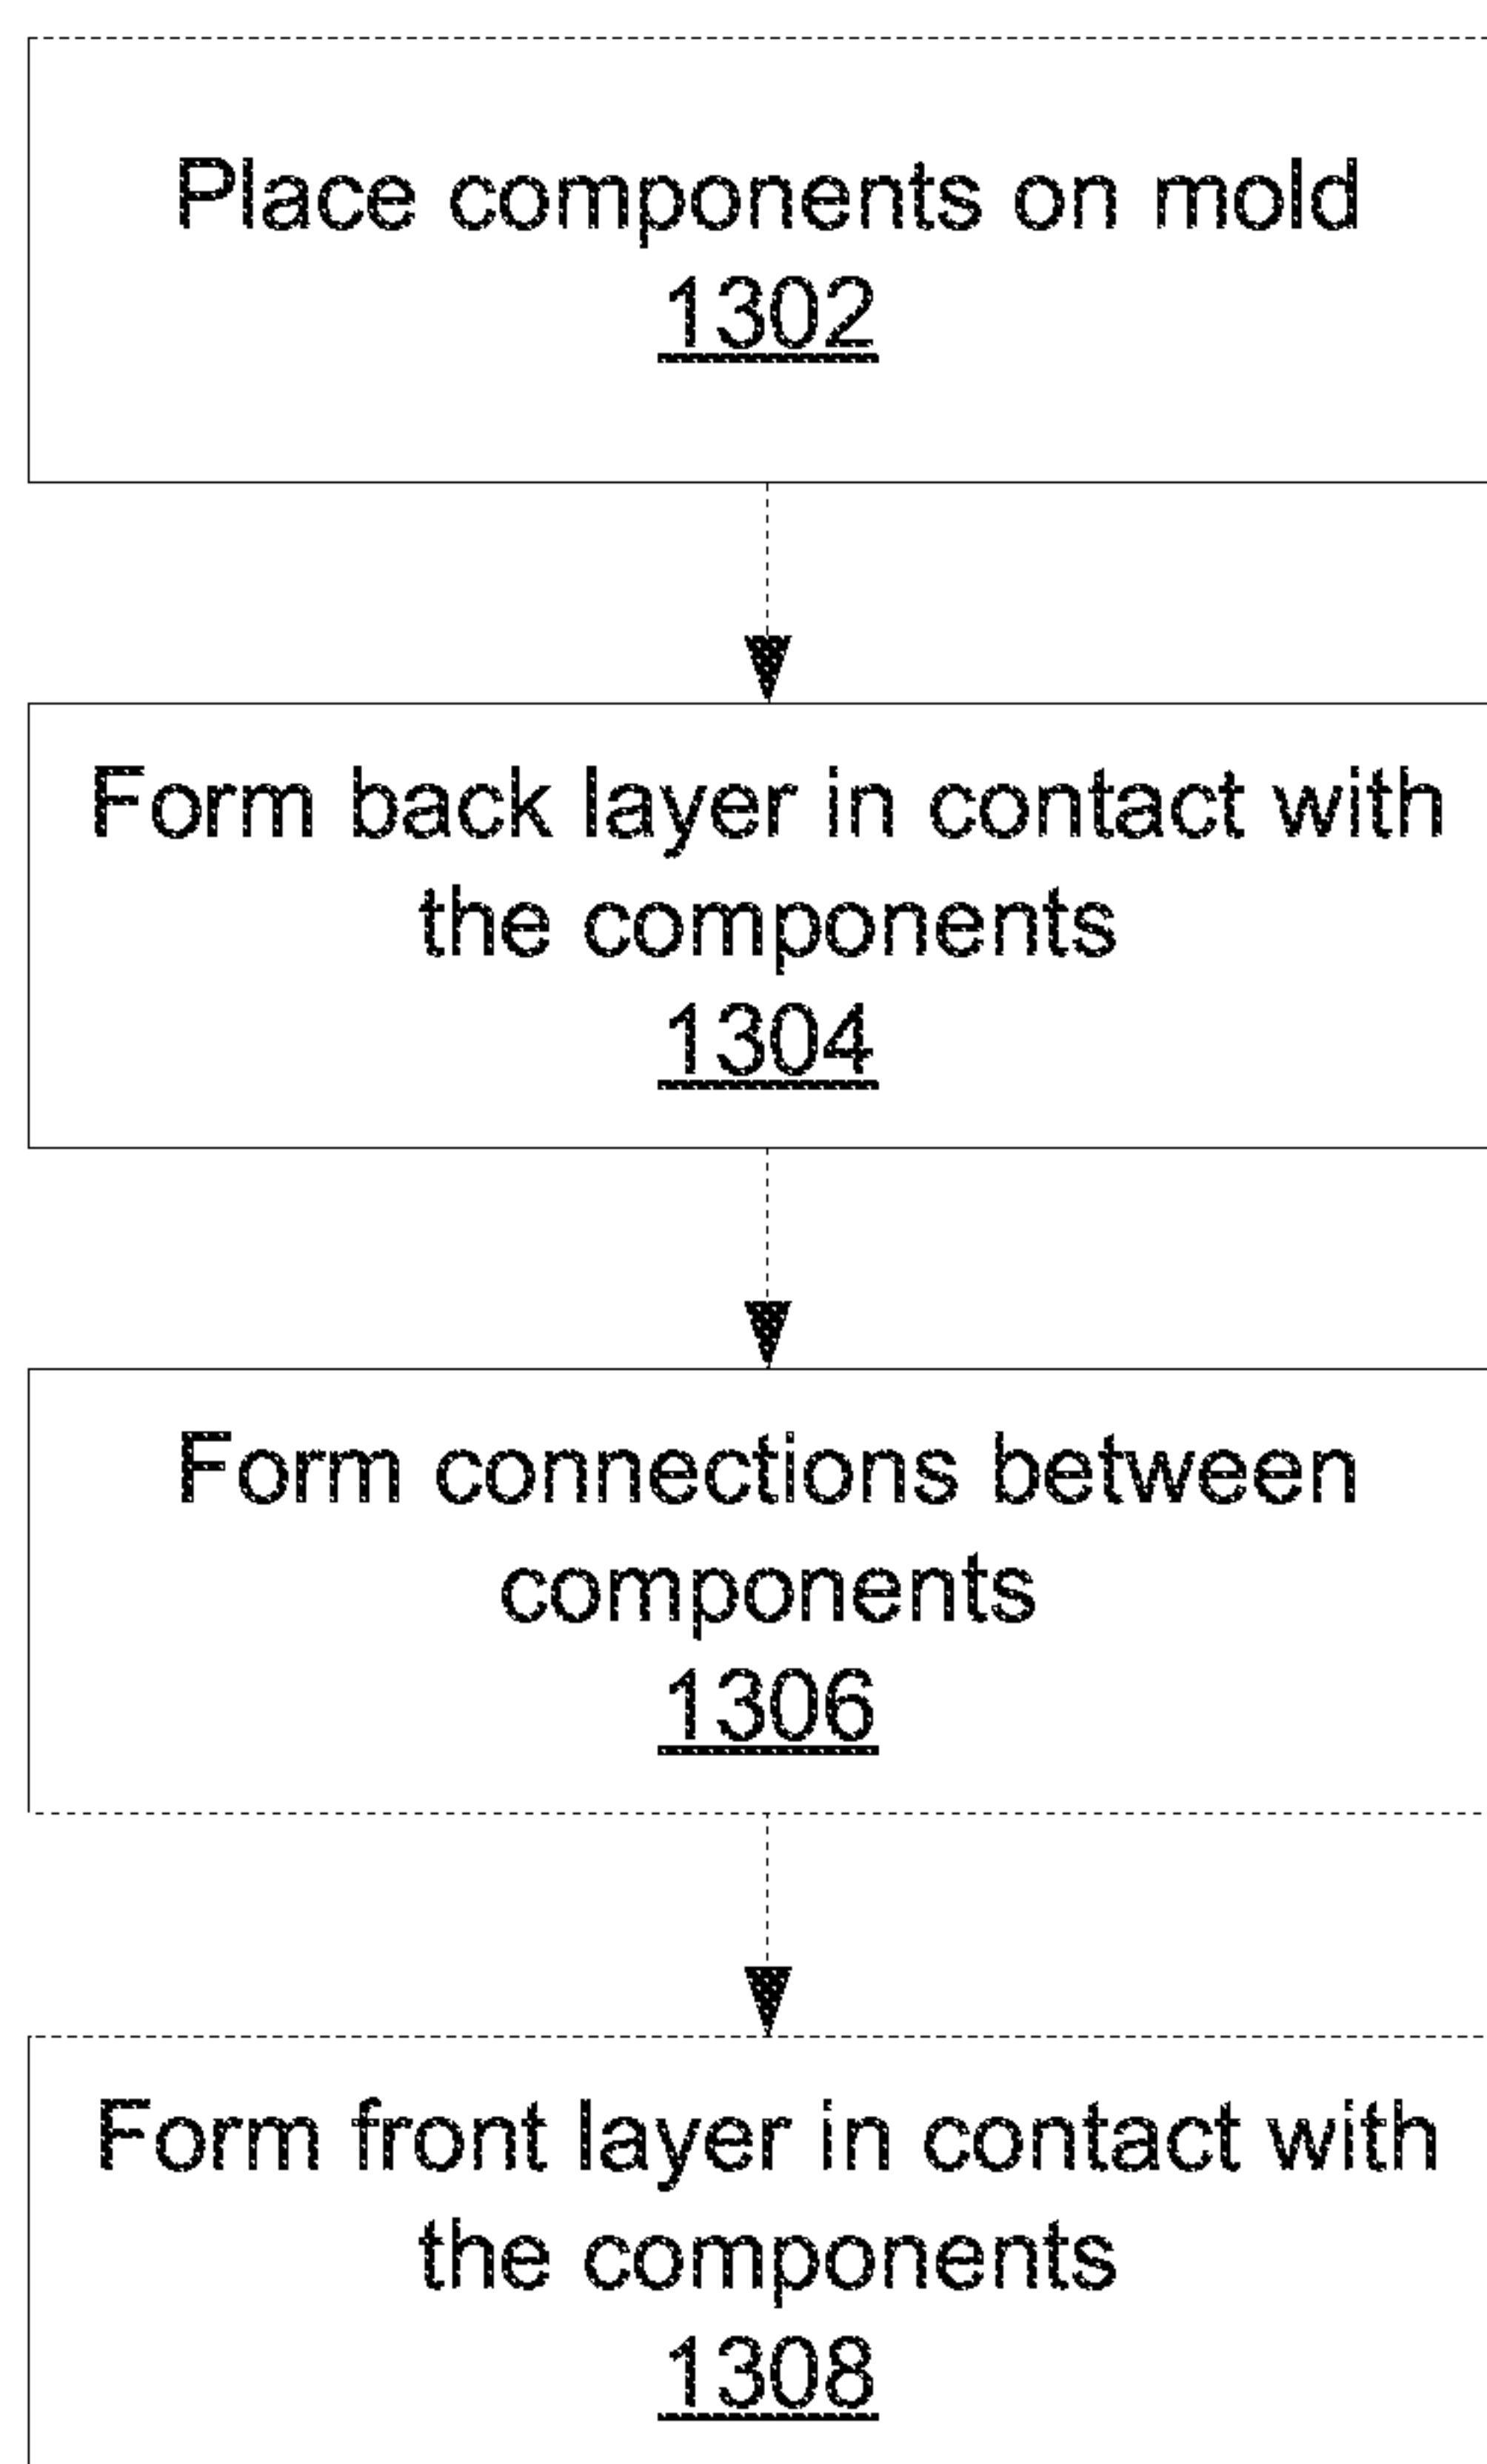 Place components on mold
1302
Form back layer in contact with
the components
1304
Form connections between
components
1306
Form front layer in contact with
the components
1308